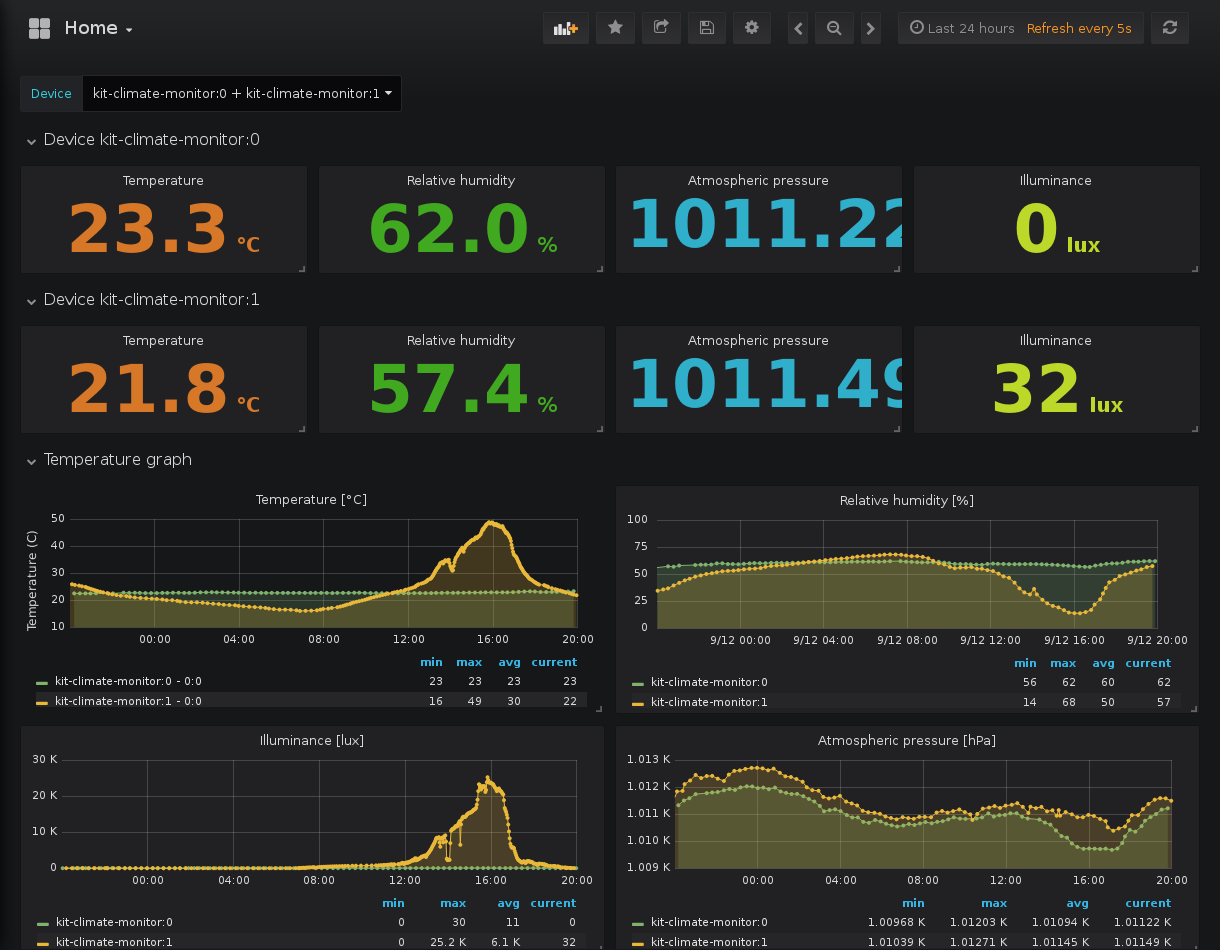 Home
Last 24 hours Refresh every 5s
Device kit-climate-monitor:0 + kit-climate-monitor:1
Device kit-climate-monitor:0
Temperature Relative humidity Atmospheric pressure Illuminance
23.3 °C 62.0 % 1011.22 0 lux
Device kit-climate-monitor:1
Temperature Relative humidity Atmospheric pressure Illuminance
21.8 °C 57.4 % 1011.49 32 lux
Temperature graph
Temperature [°C]
Temperature (C)
50
40
30
20
10
00:00 04:00 08:00 12:00 16:00 20:00
min max avg current
kit-climate-monitor:0 - 0:0 23 23 23 23
kit-climate-monitor:1 - 0:0 16 49 30 22
Relative humidity [%]
100
75
50
25
0
9/12 00:00 9/12 04:00 9/12 08:00 9/12 12:00 9/12 16:00 9/12 20:00
min max avg current
kit-climate-monitor:0 56 62 60 62
kit-climate-monitor:1 14 68 50 57
Illuminance [lux]
30 K
20 K
10 K
0
00:00 04:00 08:00 12:00 16:00 20:00
min max avg current
kit-climate-monitor:0 0 30 11 0
kit-climate-monitor:1 0 25.2 K 6.1 K 32
Atmospheric pressure [hPa]
1.013 K
1.012 K
1.011 K
1.010 K
1.009 K
00:00 04:00 08:00 12:00 16:00 20:00
min max avg current
kit-climate-monitor:0 1.00968 K 1.01203 K 1.01094 K 1.01122 K
kit-climate-monitor:1 1.01039 K 1.01271 K 1.01145 K 1.01149 K